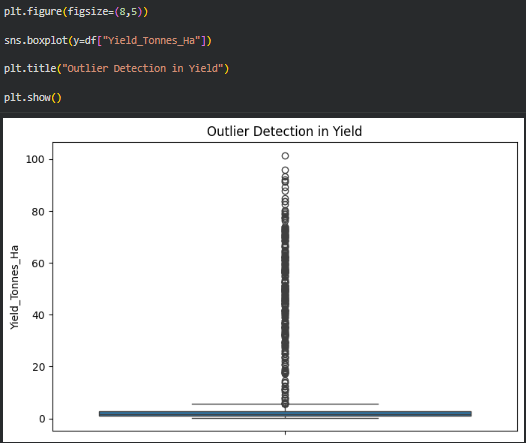 plt.figure(figsize=(8,5))
sns.boxplot(y=df["Yield_Tonnes_Ha"])
plt.title("Outlier Detection in Yield")
plt.show()
Outlier Detection in Yield
100
80
60
40
20
0
Yield_Tonnes_Ha